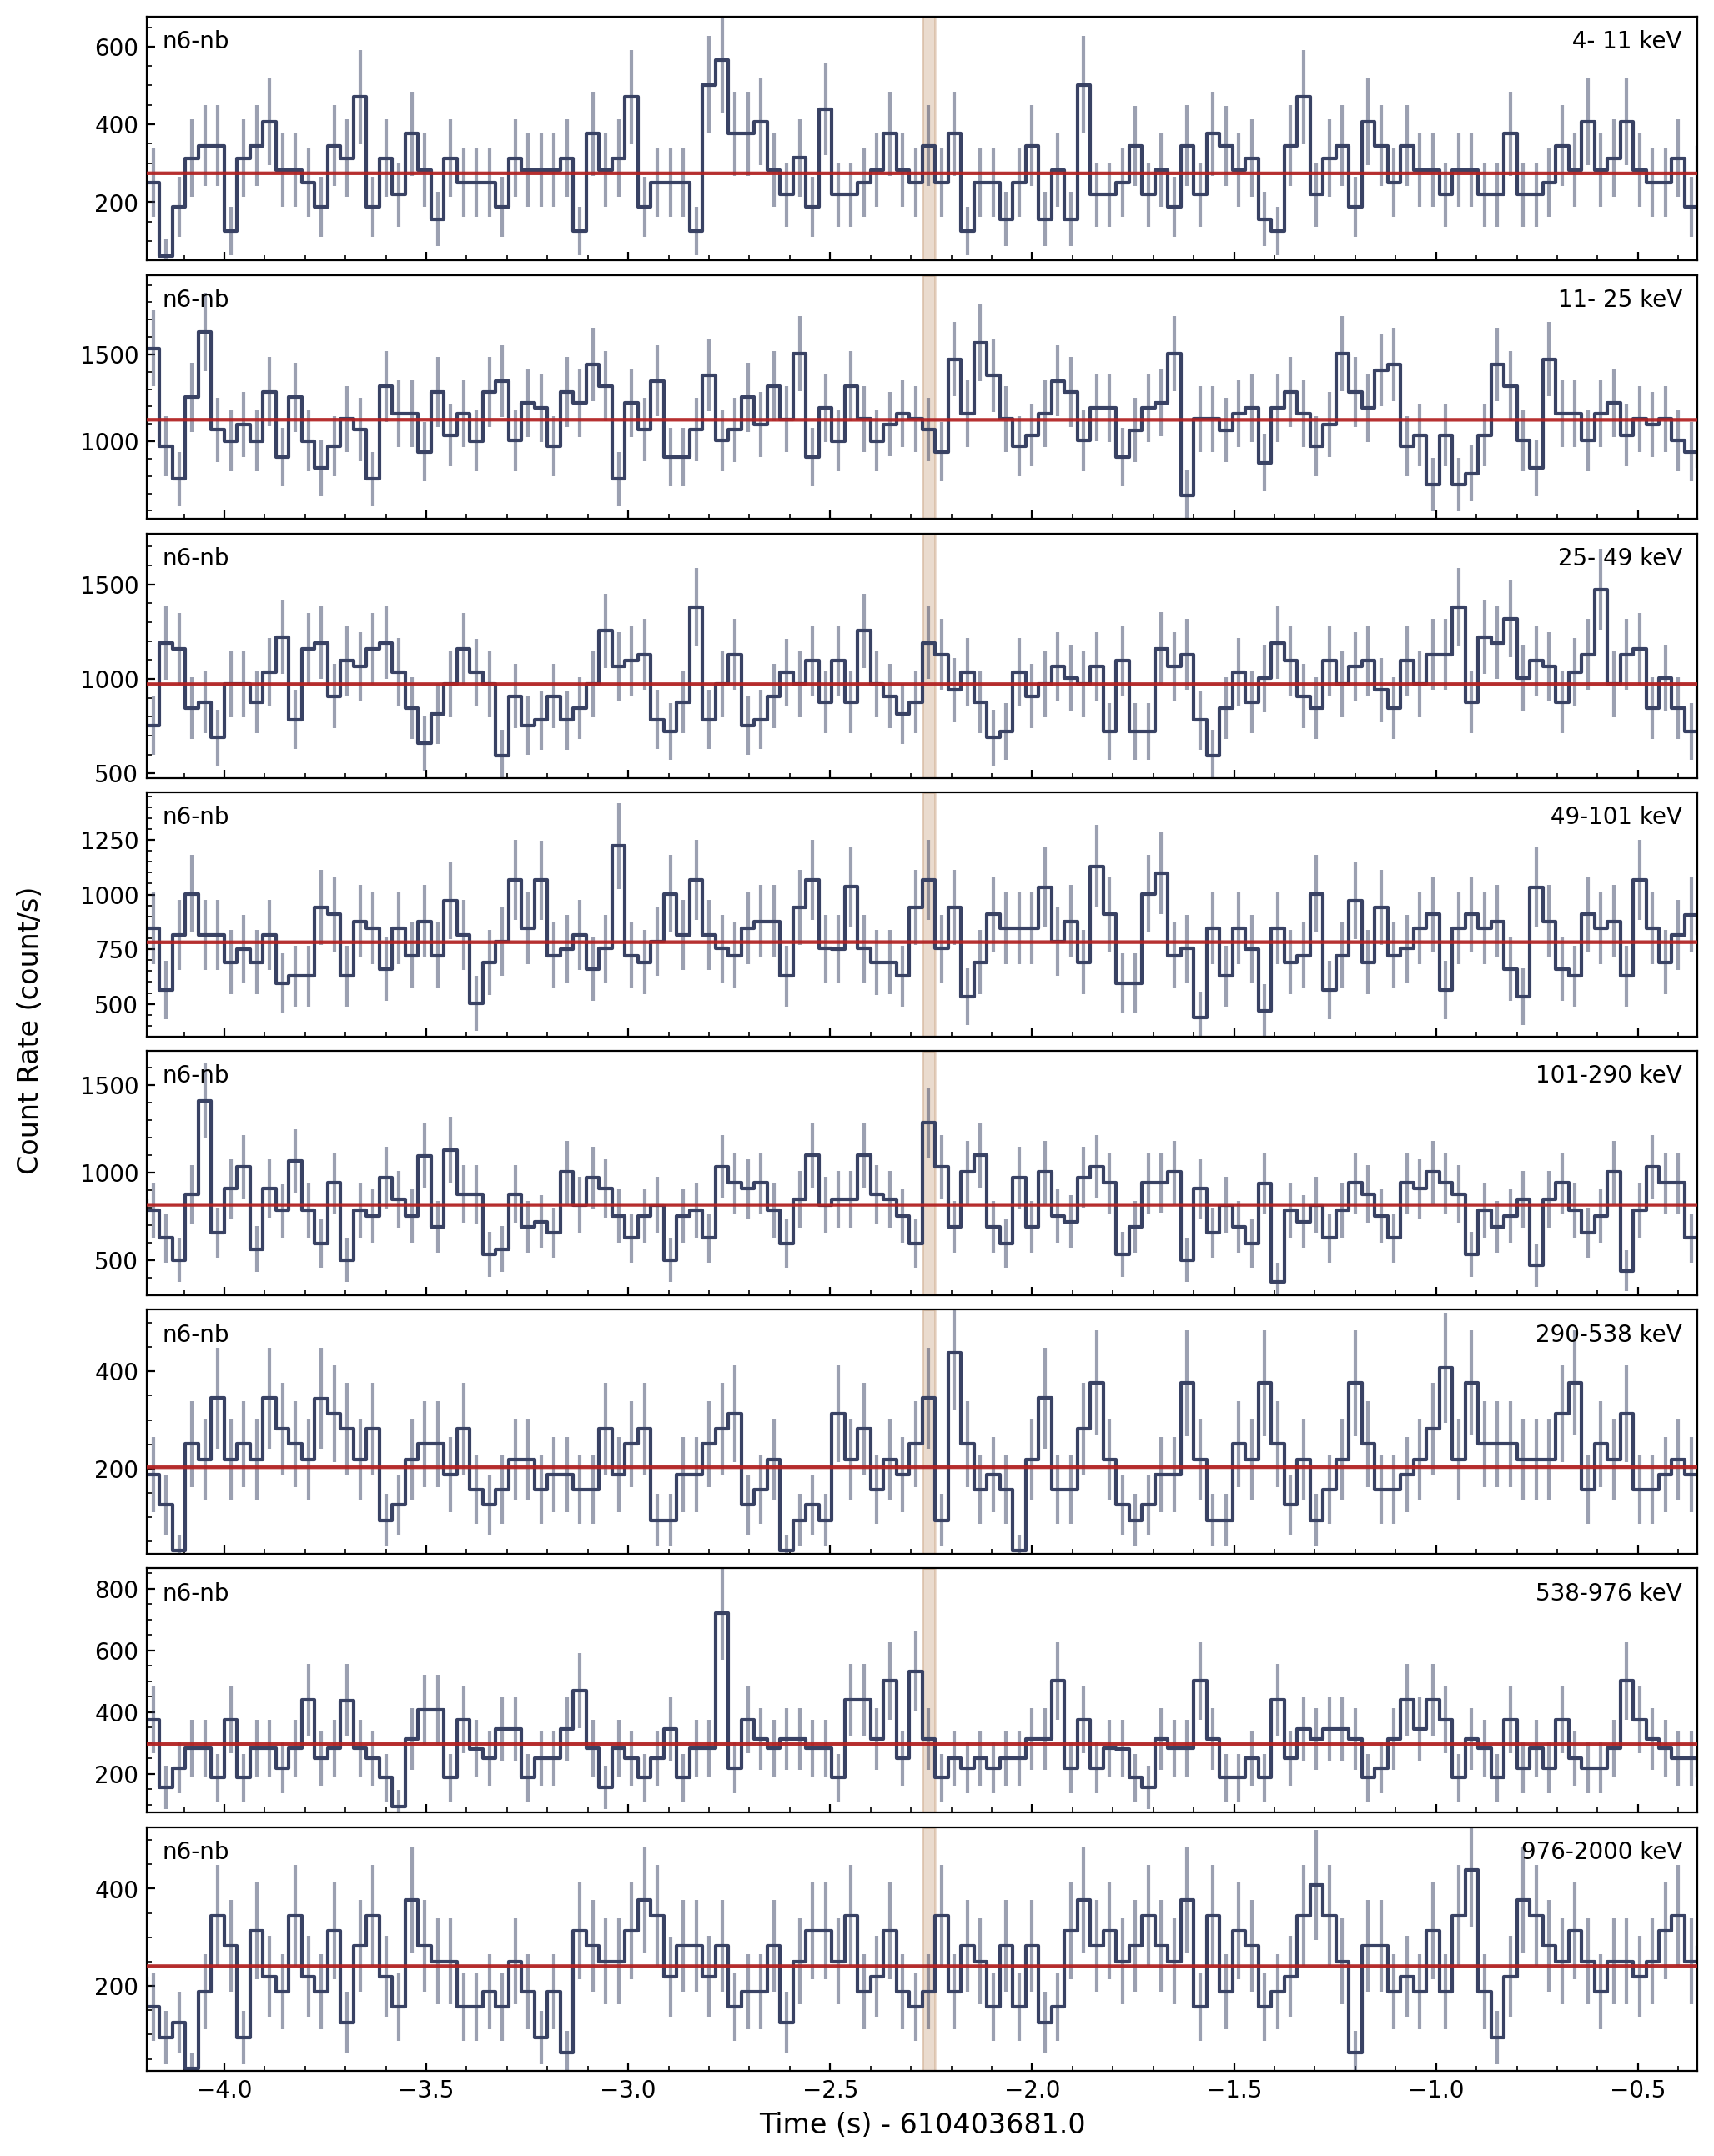 n6-nb 4- 11 keV
600
400
200
n6-nb 11- 25 keV
1500
1000
n6-nb 25- 49 keV
1500
1000
500
n6-nb 49-101 keV
1250
1000
750
500
n6-nb 101-290 keV
1500
1000
500
n6-nb 290-538 keV
400
200
n6-nb 538-976 keV
800
600
400
200
n6-nb 976-2000 keV
400
200
−4.0 −3.5 −3.0 −2.5 −2.0 −1.5 −1.0 −0.5
Time (s) - 610403681.0
Count Rate (count/s)